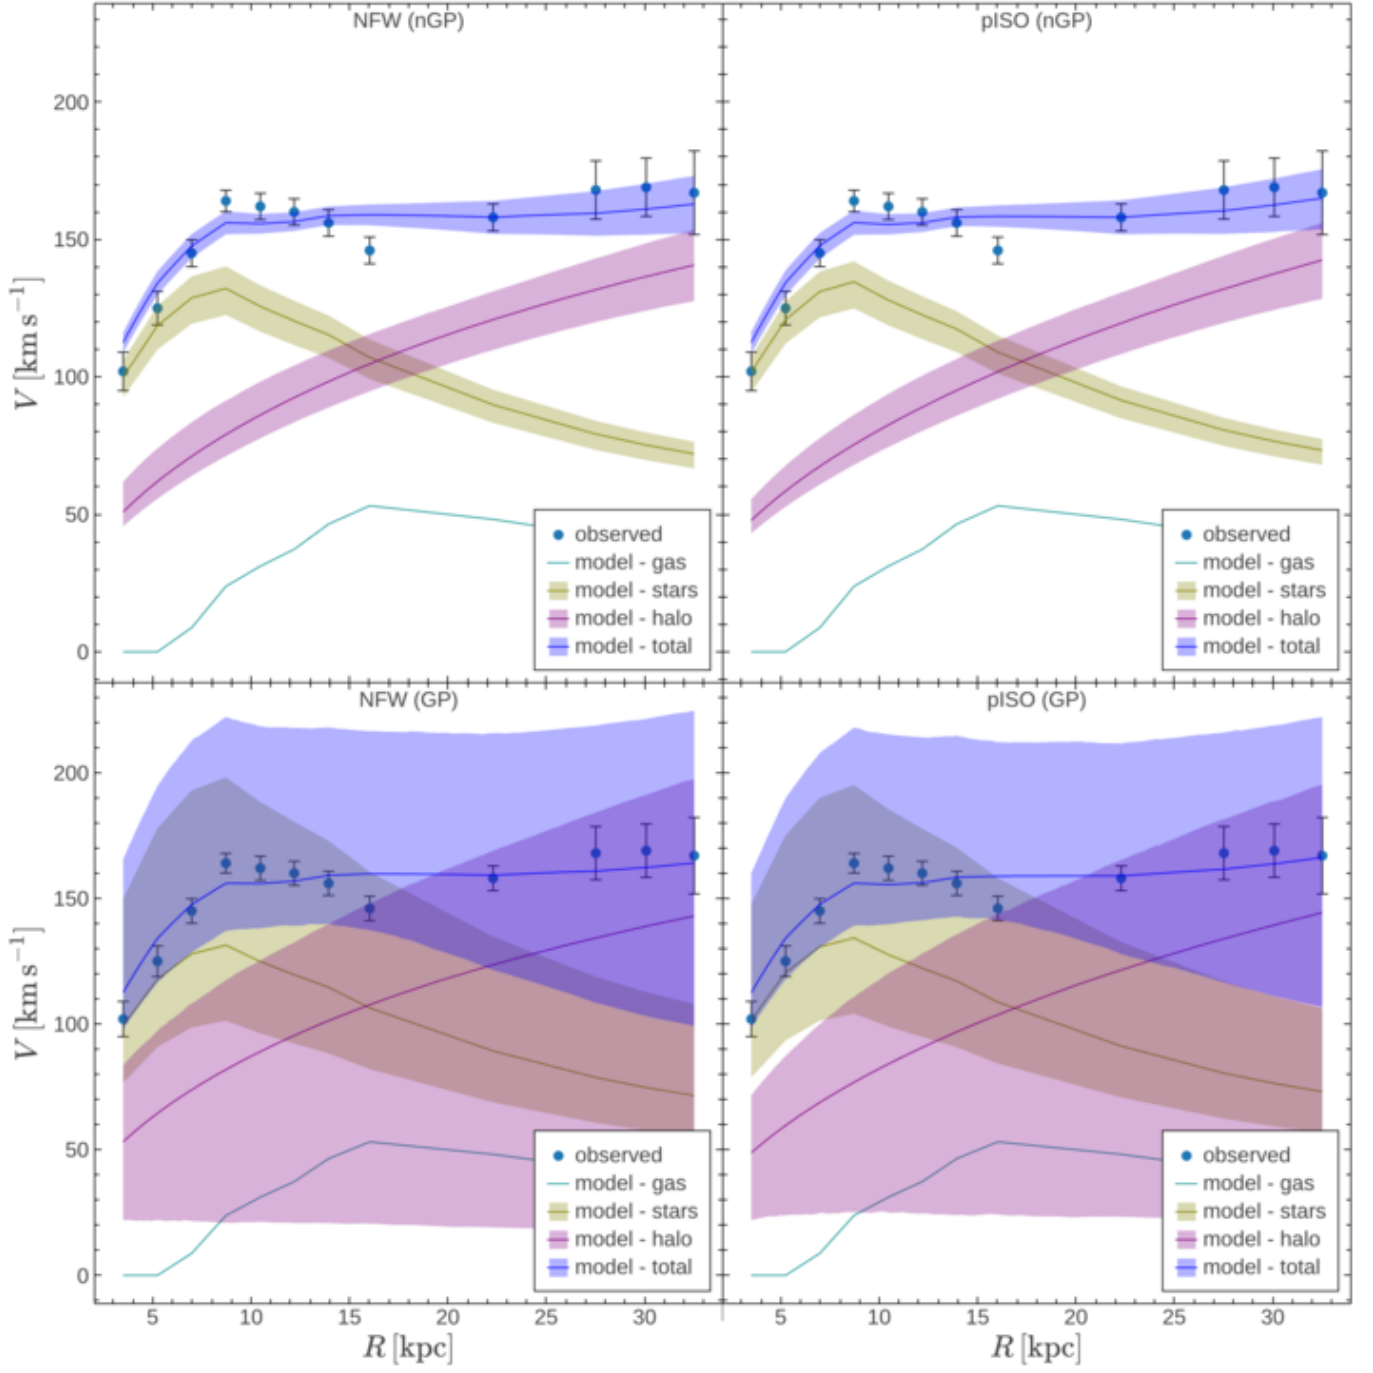 NFW (nGP)
pISO (nGP)
200
150
100
50
0
V [km s⁻¹]
observed
model - gas
model - stars
model - halo
model - total
observed
model - gas
model - stars
model - halo
model - total
NFW (GP)
pISO (GP)
200
150
100
50
0
V [km s⁻¹]
observed
model - gas
model - stars
model - halo
model - total
observed
model - gas
model - stars
model - halo
model - total
5 10 15 20 25 30
5 10 15 20 25 30
R [kpc]
R [kpc]